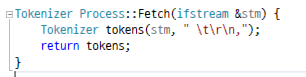 Tokenizer Process::Fetch(ifstream &stm) {
    Tokenizer tokens(stm, " \t\r\n,");
    return tokens;
}